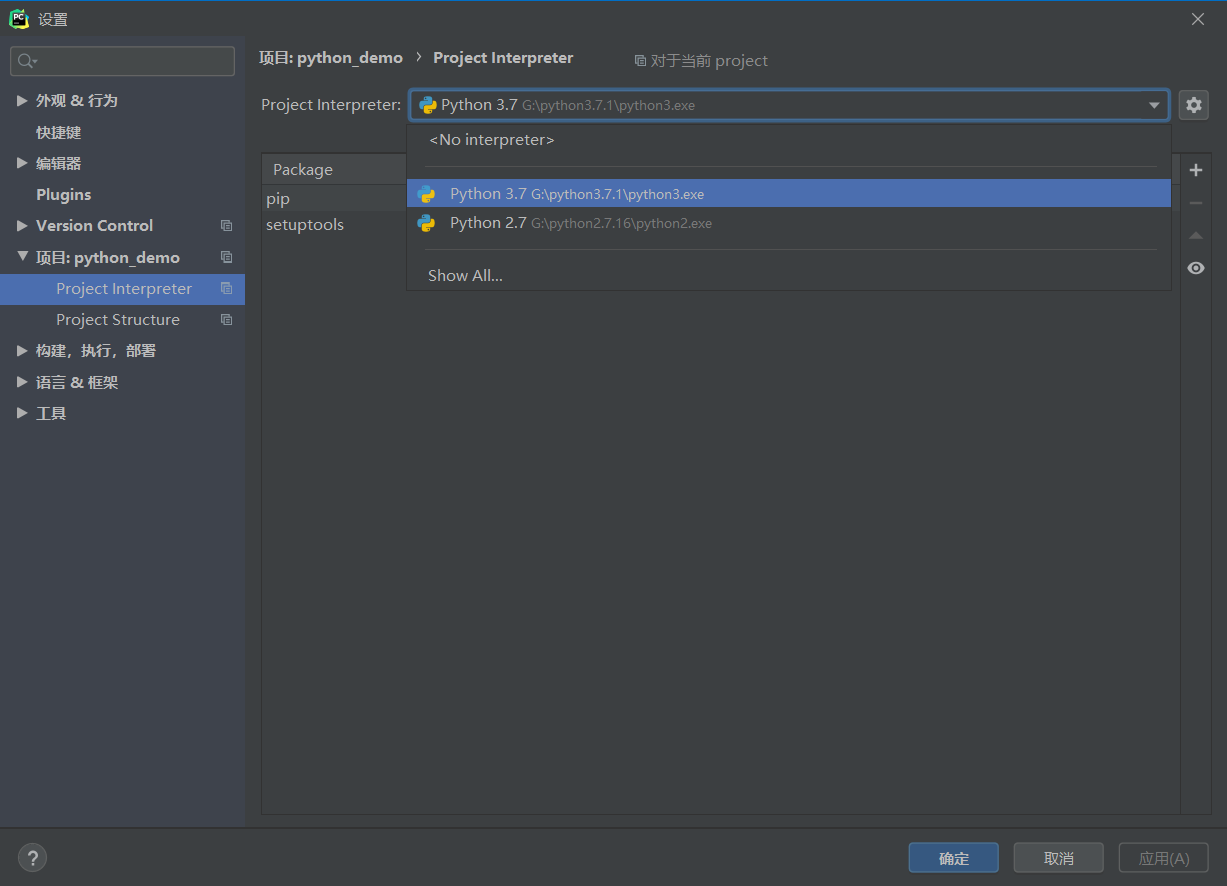 设置
项目: python_demo › Project Interpreter 对于当前 project
Project Interpreter: Python 3.7 G:\python3.7.1\python3.exe
<No interpreter>
Python 3.7 G:\python3.7.1\python3.exe
Python 2.7 G:\python2.7.16\python2.exe
Show All...
Package
pip
setuptools
外观 & 行为
快捷键
编辑器
Plugins
Version Control
项目: python_demo
Project Interpreter
Project Structure
构建，执行，部署
语言 & 框架
工具
?
确定
取消
应用(A)